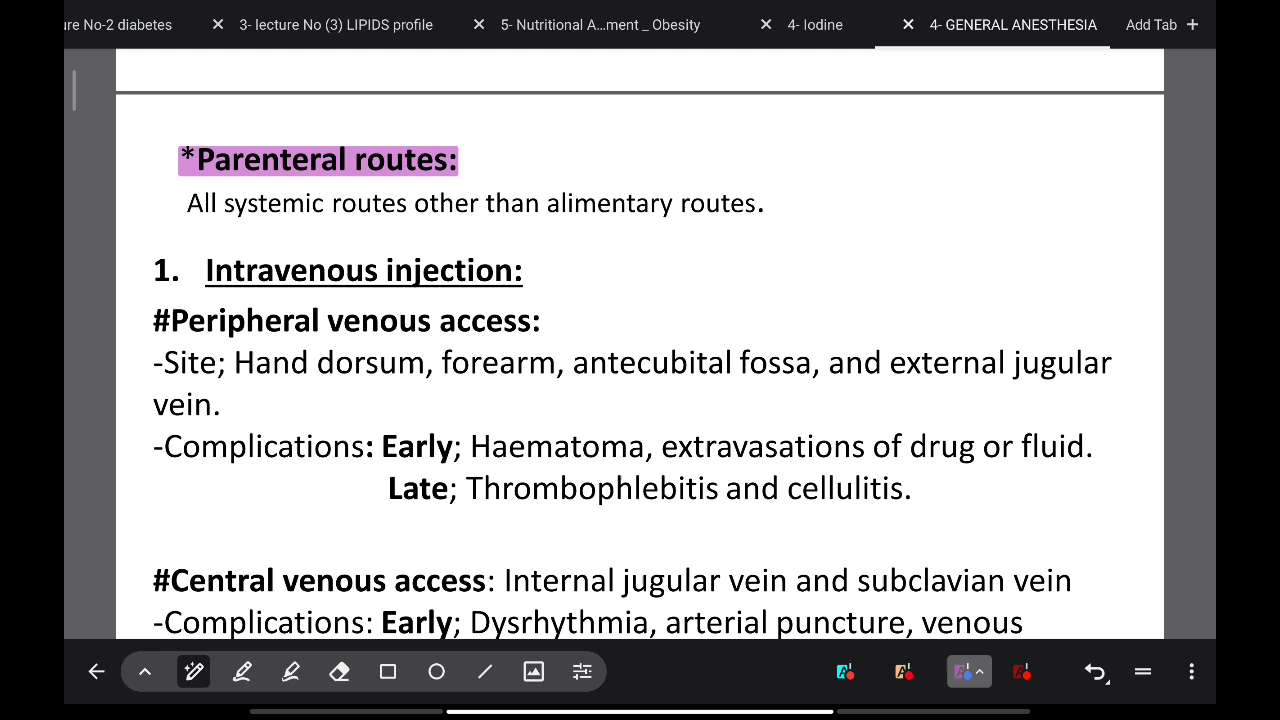 ure No-2 diabetes
3- lecture No (3) LIPIDS profile
5- Nutritional A...ment _ Obesity
4- Iodine
4- GENERAL ANESTHESIA
Add Tab +
*Parenteral routes:
All systemic routes other than alimentary routes.
1. Intravenous injection:
#Peripheral venous access:
-Site; Hand dorsum, forearm, antecubital fossa, and external jugular
vein.
-Complications: Early; Haematoma, extravasations of drug or fluid.
Late; Thrombophlebitis and cellulitis.
#Central venous access: Internal jugular vein and subclavian vein
-Complications: Early; Dysrhythmia, arterial puncture, venous